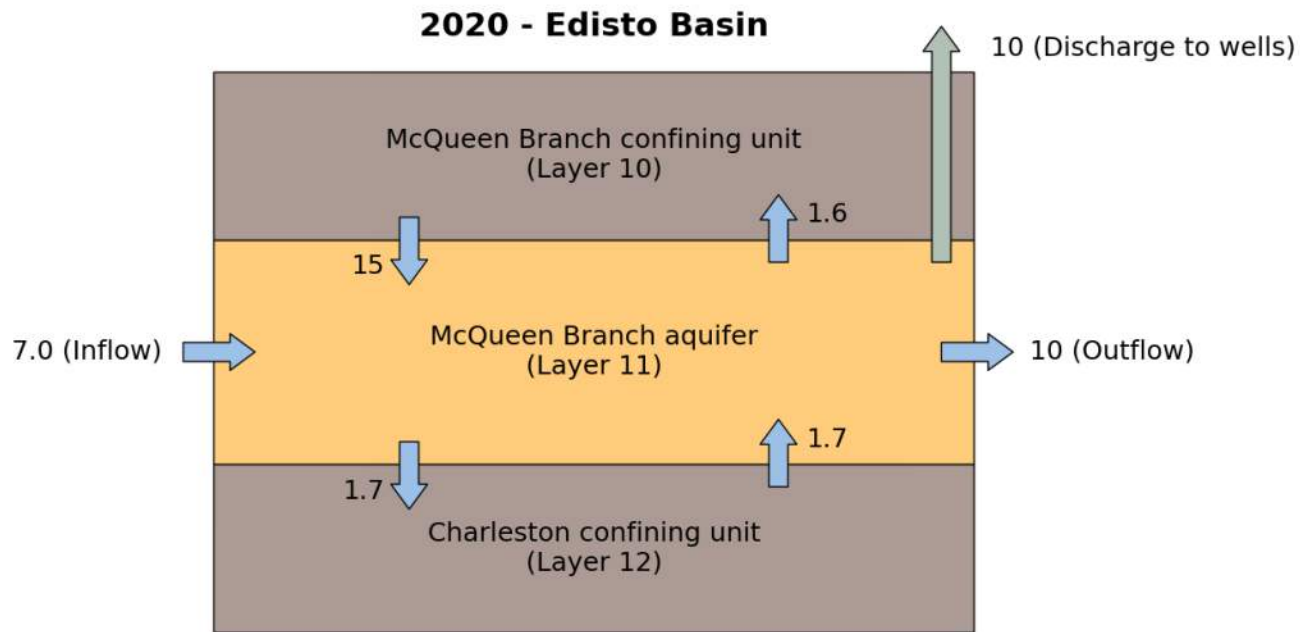 2020 - Edisto Basin
10 (Discharge to wells)
McQueen Branch confining unit
(Layer 10)
1.6
15
McQueen Branch aquifer
(Layer 11)
7.0 (Inflow)
10 (Outflow)
1.7
1.7
Charleston confining unit
(Layer 12)